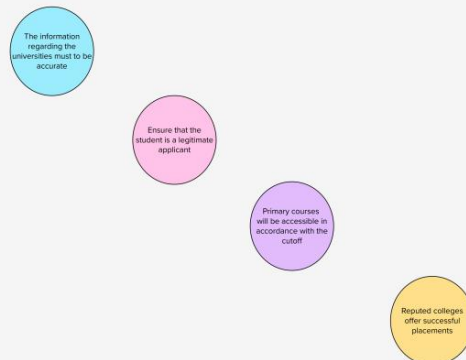 The information
regarding the
universities must to be
accurate
Ensure that the
student is a legitimate
applicant
Primary courses
will be accessible in
accordance with the
cutoff
Reputed colleges
offer successful
placements